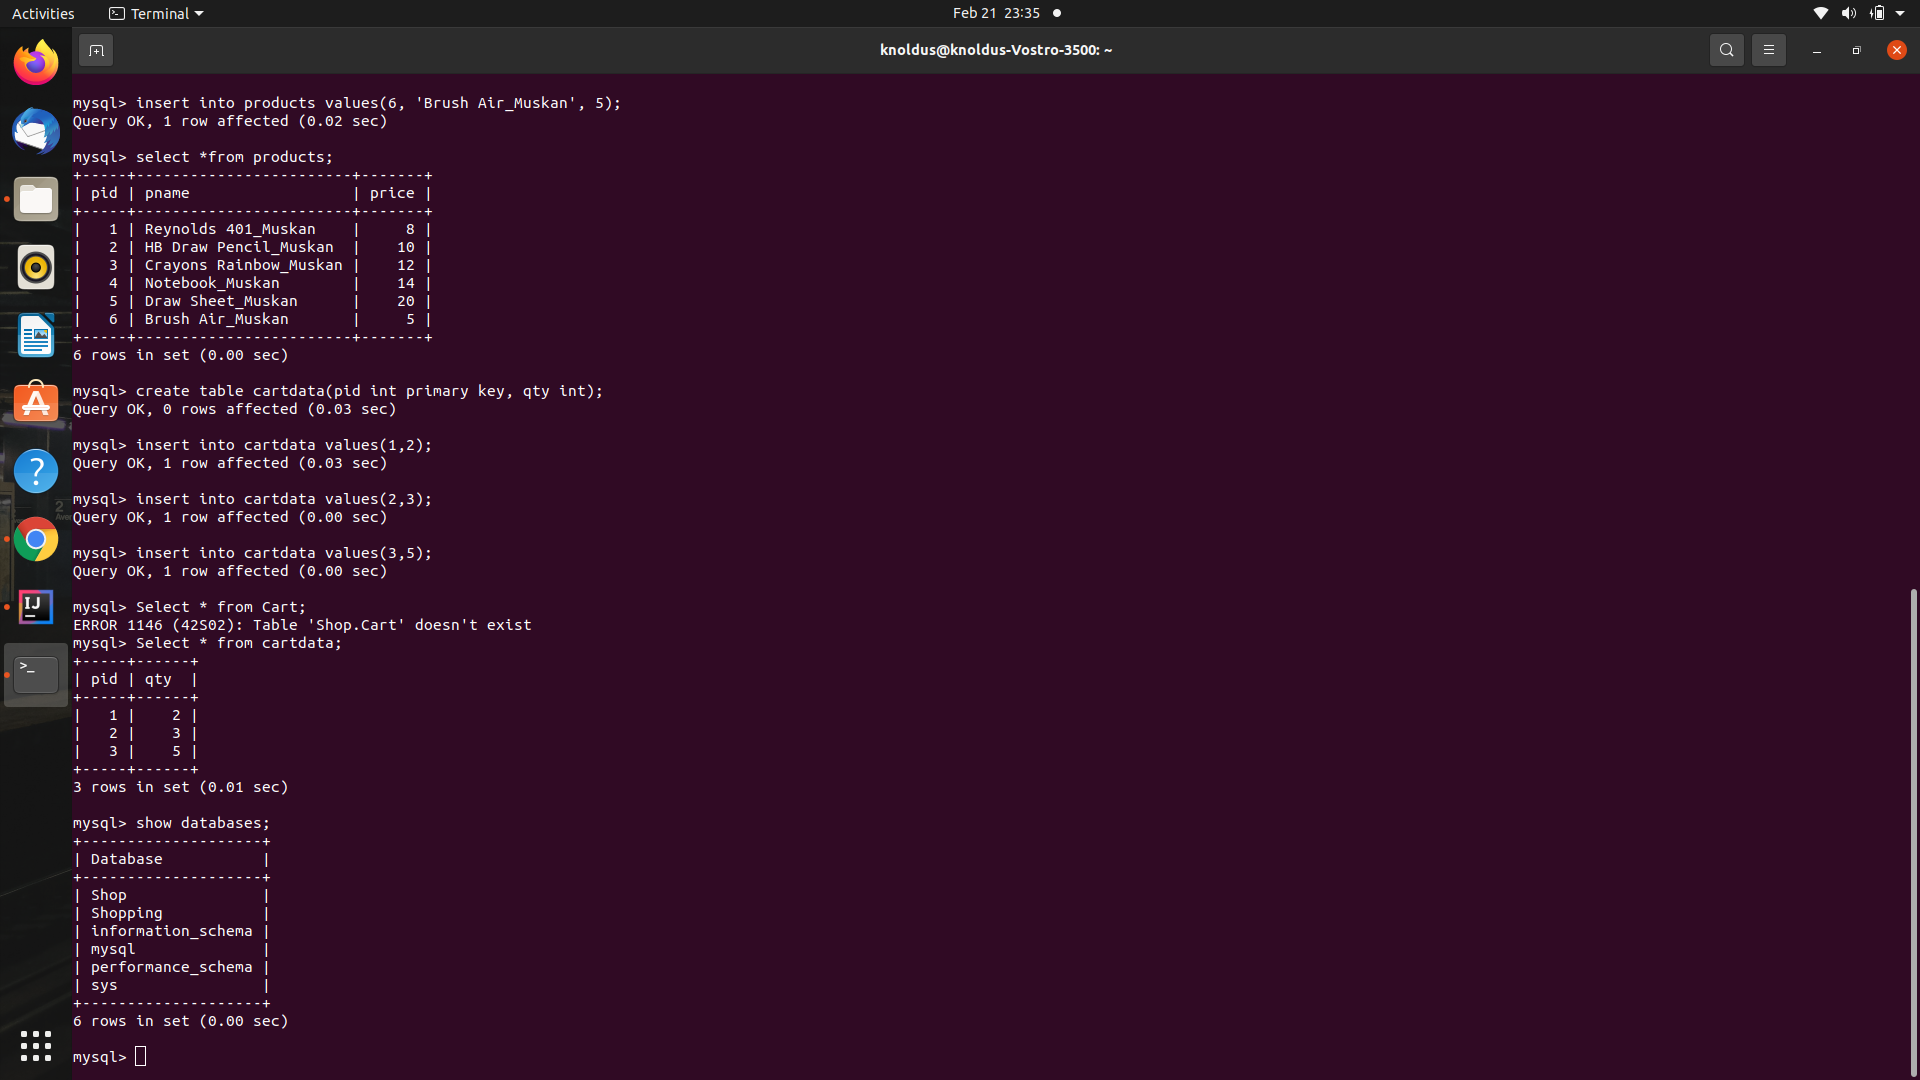 Activities Terminal Feb 21 23:35
knoldus@knoldus-Vostro-3500: ~
mysql> insert into products values(6, 'Brush Air_Muskan', 5);
Query OK, 1 row affected (0.02 sec)
mysql> select *from products;
+-----+------------------------+-------+
| pid | pname                  | price |
+-----+------------------------+-------+
|   1 | Reynolds 401_Muskan    |     8 |
|   2 | HB Draw Pencil_Muskan  |    10 |
|   3 | Crayons Rainbow_Muskan |    12 |
|   4 | Notebook_Muskan        |    14 |
|   5 | Draw Sheet_Muskan      |    20 |
|   6 | Brush Air_Muskan       |     5 |
+-----+------------------------+-------+
6 rows in set (0.00 sec)
mysql> create table cartdata(pid int primary key, qty int);
Query OK, 0 rows affected (0.03 sec)
mysql> insert into cartdata values(1,2);
Query OK, 1 row affected (0.03 sec)
mysql> insert into cartdata values(2,3);
Query OK, 1 row affected (0.00 sec)
mysql> insert into cartdata values(3,5);
Query OK, 1 row affected (0.00 sec)
mysql> Select * from Cart;
ERROR 1146 (42S02): Table 'Shop.Cart' doesn't exist
mysql> Select * from cartdata;
+-----+------+
| pid | qty  |
+-----+------+
|   1 |    2 |
|   2 |    3 |
|   3 |    5 |
+-----+------+
3 rows in set (0.01 sec)
mysql> show databases;
+--------------------+
| Database           |
+--------------------+
| Shop               |
| Shopping           |
| information_schema |
| mysql              |
| performance_schema |
| sys                |
+--------------------+
6 rows in set (0.00 sec)
mysql>